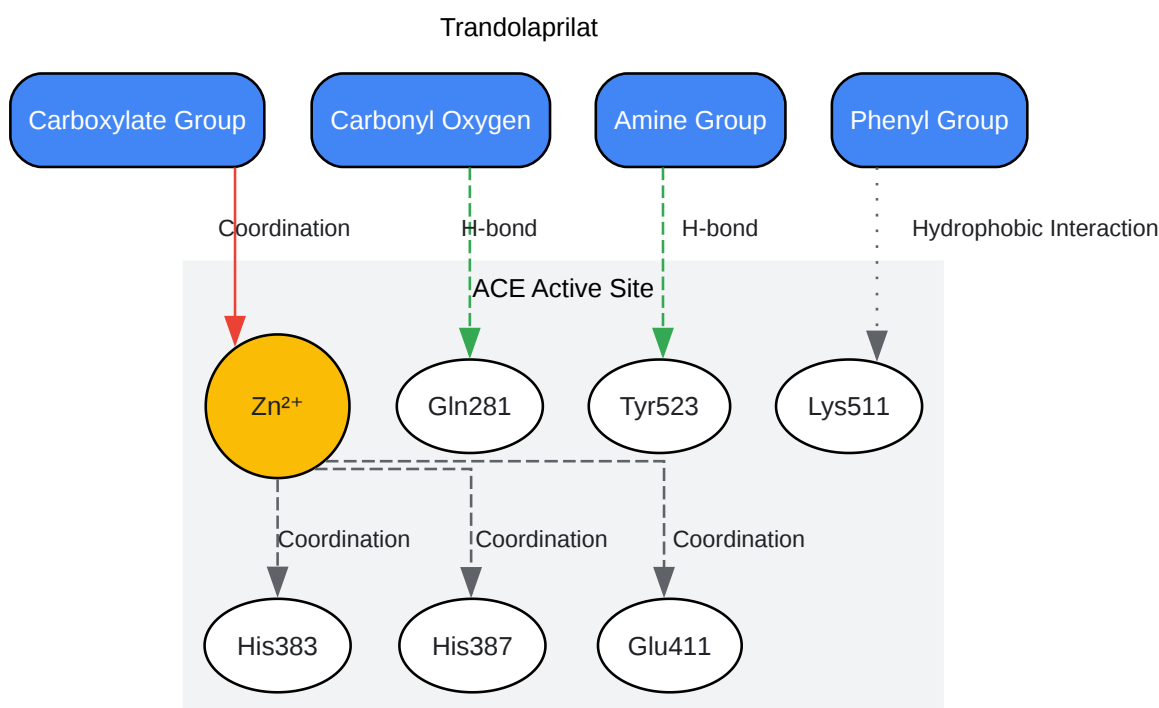 Trandolaprilat
Carboxylate Group
Carbonyl Oxygen
Amine Group
Phenyl Group
Coordination
H-bond
H-bond
Hydrophobic Interaction
ACE Active Site
Zn²⁺
Gln281
Tyr523
Lys511
Coordination
Coordination
Coordination
His383
His387
Glu411